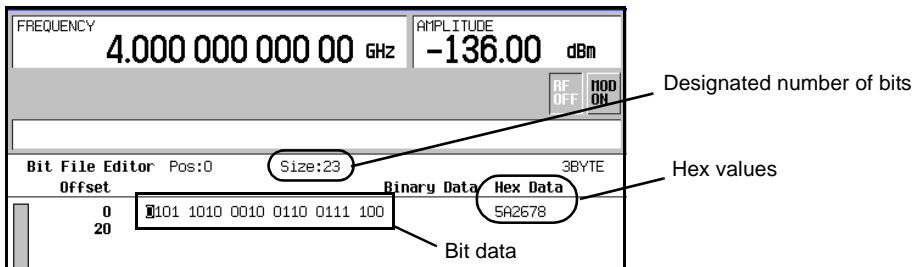 FREQUENCY
4.000 000 000 00 GHz
AMPLITUDE
-136.00 dBm
RF OFF
MOD ON
Designated number of bits
Bit File Editor Pos:0 Size:23 3BYTE
Hex values
Offset Binary Data Hex Data
0 0101 1010 0010 0110 0111 100 5A2678
20
Bit data